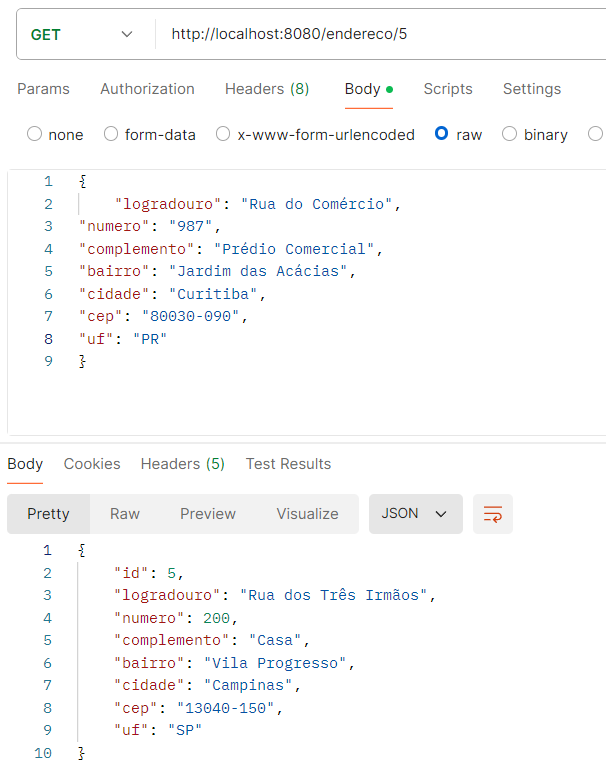 GET http://localhost:8080/endereco/5
Params Authorization Headers (8) Body Scripts Settings
none form-data x-www-form-urlencoded raw binary
1 {
2 "logradouro": "Rua do Comércio",
3 "numero": "987",
4 "complemento": "Prédio Comercial",
5 "bairro": "Jardim das Acácias",
6 "cidade": "Curitiba",
7 "cep": "80030-090",
8 "uf": "PR"
9 }
Body Cookies Headers (5) Test Results
Pretty Raw Preview Visualize JSON
1 {
2 "id": 5,
3 "logradouro": "Rua dos Três Irmãos",
4 "numero": 200,
5 "complemento": "Casa",
6 "bairro": "Vila Progresso",
7 "cidade": "Campinas",
8 "cep": "13040-150",
9 "uf": "SP"
10 }